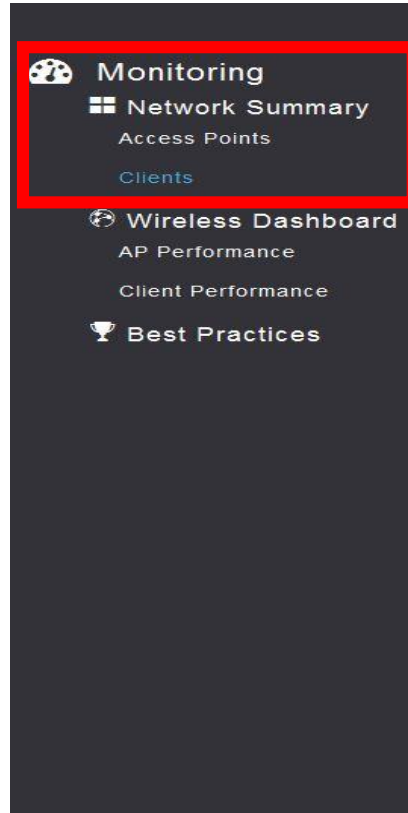 Monitoring
Network Summary
Access Points
Clients
Wireless Dashboard
AP Performance
Client Performance
Best Practices